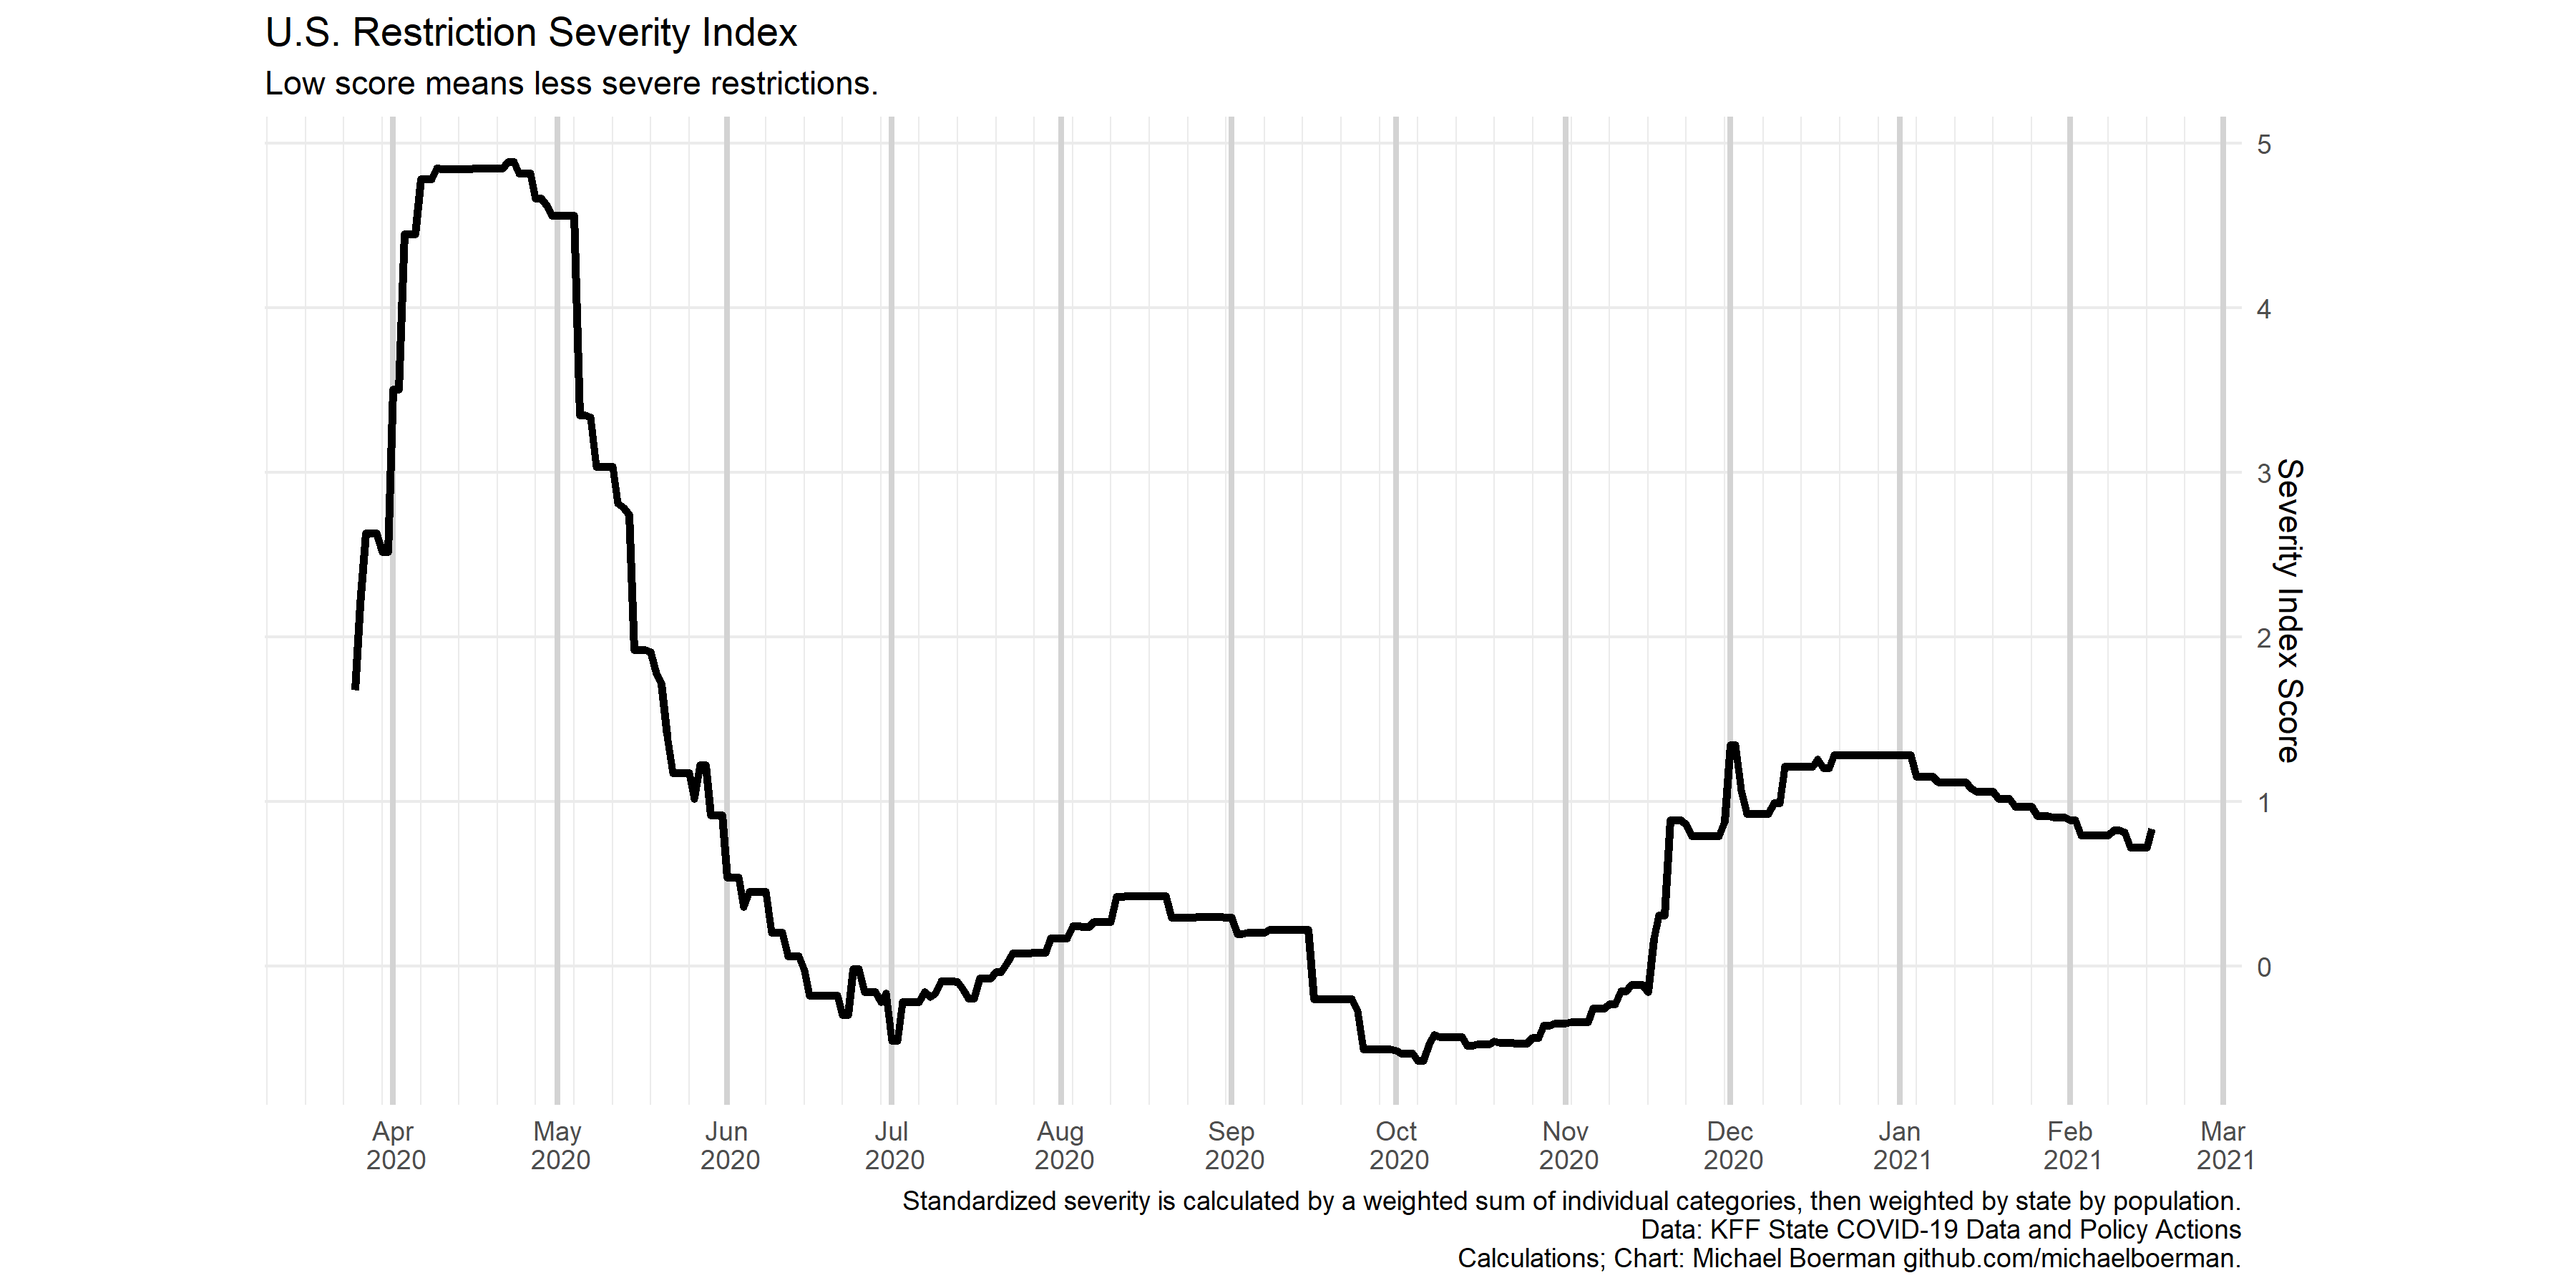 U.S. Restriction Severity Index
Low score means less severe restrictions.
5
4
3
2
1
0
Severity Index Score
Apr May Jun Jul Aug Sep Oct Nov Dec Jan Feb Mar
2020 2020 2020 2020 2020 2020 2020 2020 2020 2021 2021 2021
Standardized severity is calculated by a weighted sum of individual categories, then weighted by state by population.
Data: KFF State COVID-19 Data and Policy Actions
Calculations; Chart: Michael Boerman github.com/michaelboerman.